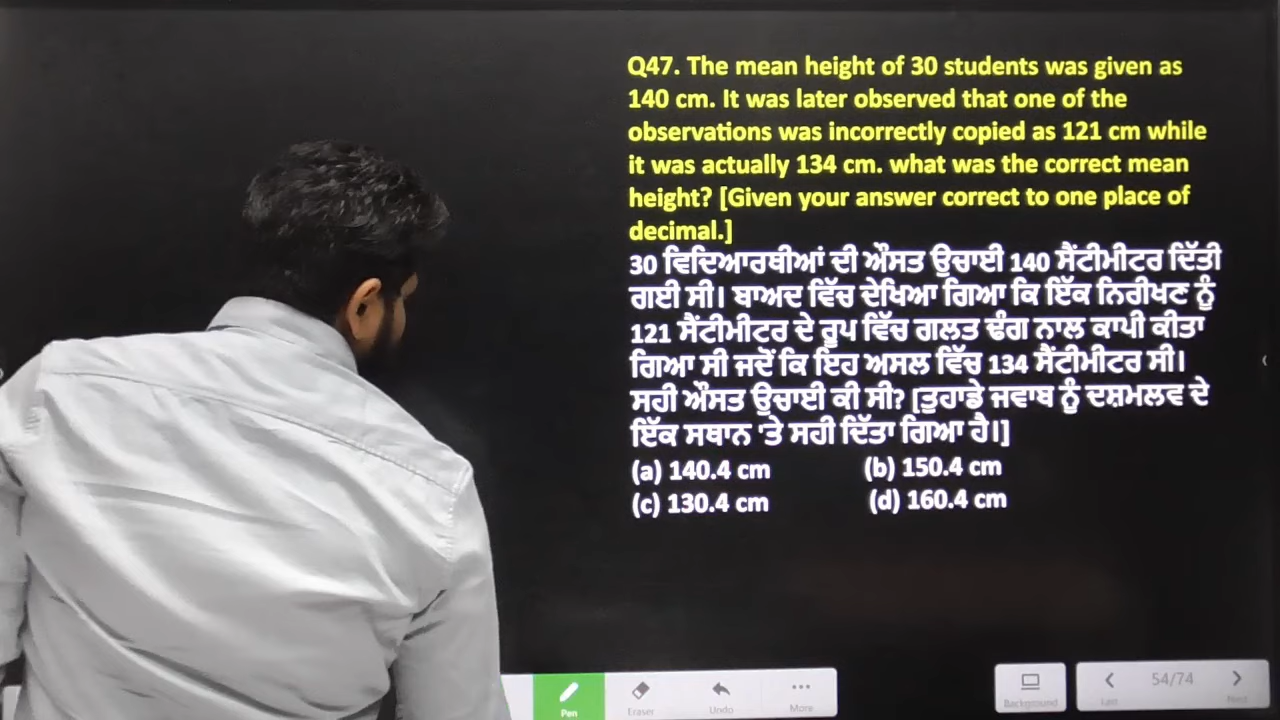 Q47. The mean height of 30 students was given as
140 cm. It was later observed that one of the
observations was incorrectly copied as 121 cm while
it was actually 134 cm. what was the correct mean
height? [Given your answer correct to one place of
decimal.]
30 ਵਿਦਿਆਰਥੀਆਂ ਦੀ ਔਸਤ ਉਚਾਈ 140 ਸੈਂਟੀਮੀਟਰ ਦਿੱਤੀ
ਗਈ ਸੀ। ਬਾਅਦ ਵਿੱਚ ਦੇਖਿਆ ਗਿਆ ਕਿ ਇੱਕ ਨਿਰੀਖਣ ਨੂੰ
121 ਸੈਂਟੀਮੀਟਰ ਦੇ ਰੂਪ ਵਿੱਚ ਗਲਤ ਢੰਗ ਨਾਲ ਕਾਪੀ ਕੀਤਾ
ਗਿਆ ਸੀ ਜਦੋਂ ਕਿ ਇਹ ਅਸਲ ਵਿੱਚ 134 ਸੈਂਟੀਮੀਟਰ ਸੀ।
ਸਹੀ ਔਸਤ ਉਚਾਈ ਕੀ ਸੀ? [ਤੁਹਾਡੇ ਜਵਾਬ ਨੂੰ ਦਸ਼ਮਲਵ ਦੇ
ਇੱਕ ਸਥਾਨ 'ਤੇ ਸਹੀ ਦਿੱਤਾ ਗਿਆ ਹੈ।]
(a) 140.4 cm (b) 150.4 cm
(c) 130.4 cm (d) 160.4 cm
Pen Eraser Undo More Background Last 54/74 Next